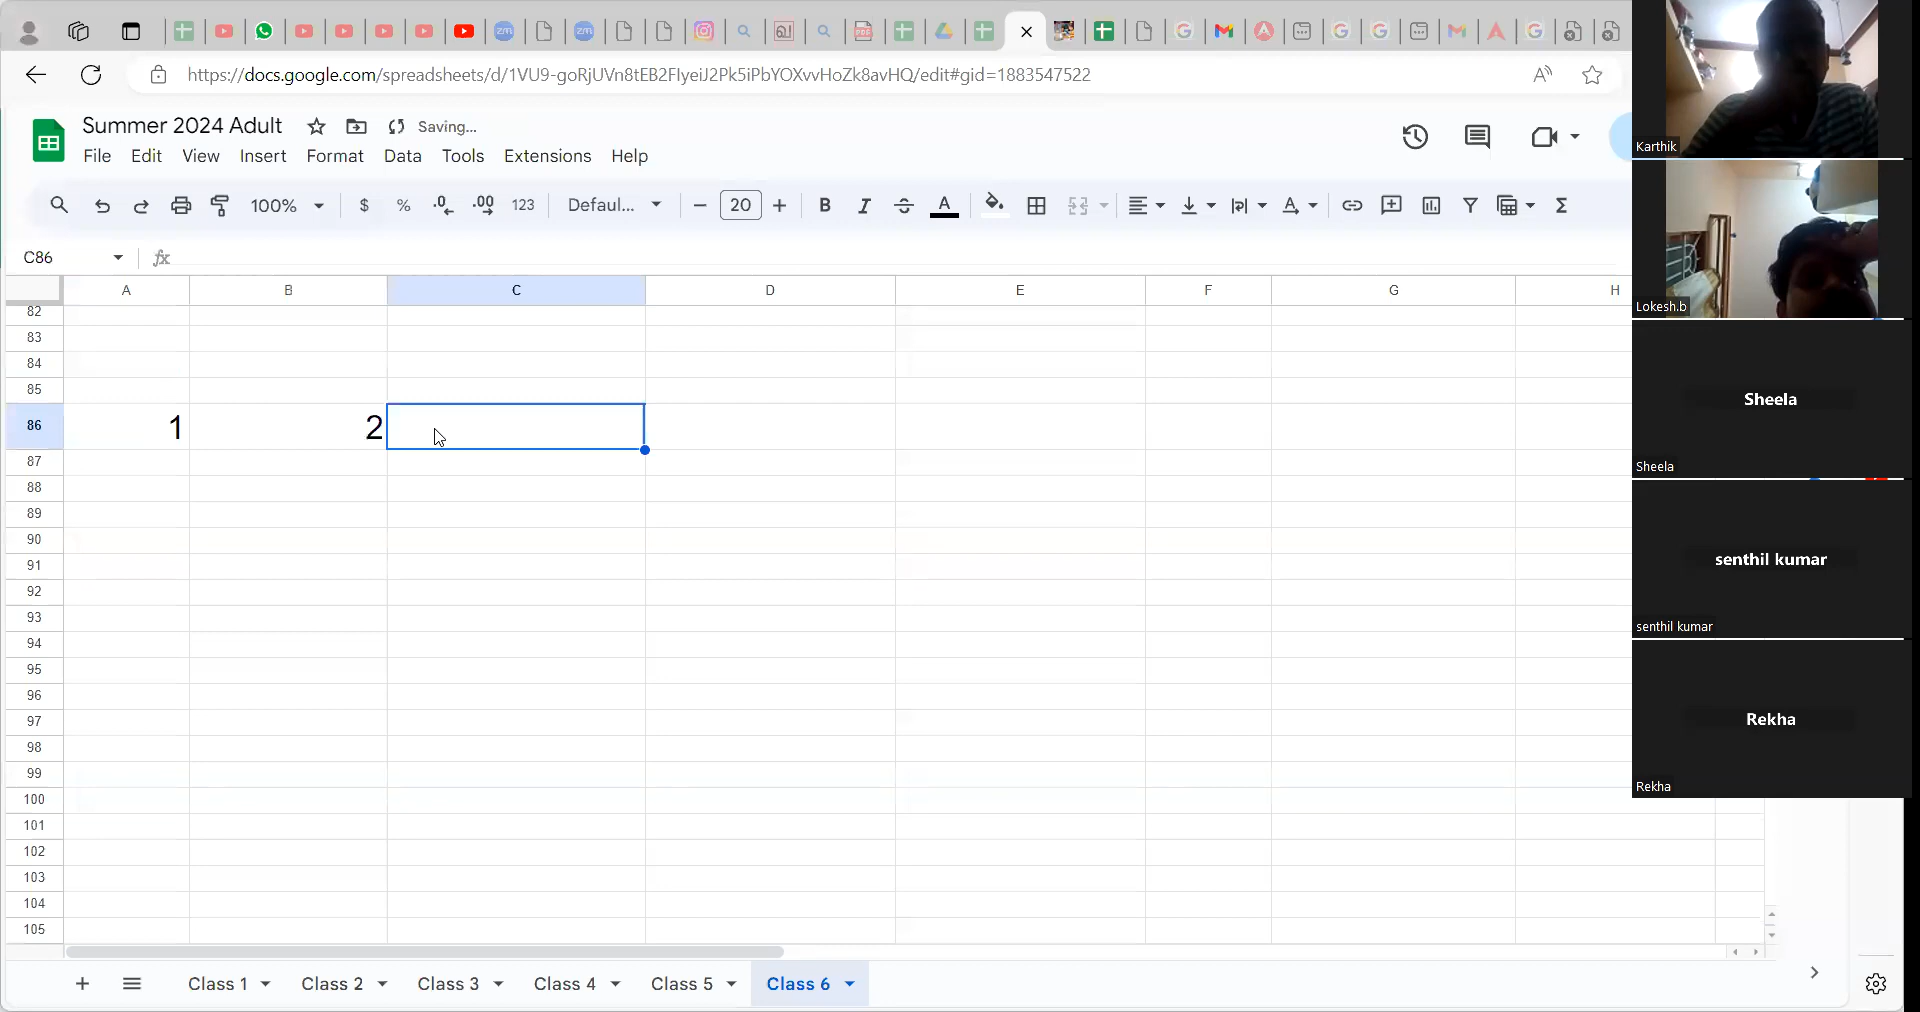 https://docs.google.com/spreadsheets/d/1VU9-goRjUVn8tEB2FIyeiJ2Pk5iPbYOXvvHoZk8avHQ/edit#gid=1883547522
Summer 2024 Adult Saving...
File Edit View Insert Format Data Tools Extensions Help
100% $ % .0 .00 123 Defaul... 20 B I A A Σ
C86 fx
A B C D E F G H
82
83
84
85
86 1 2
87
88
89
90
91
92
93
94
95
96
97
98
99
100
101
102
103
104
105
Class 1 Class 2 Class 3 Class 4 Class 5 Class 6
Karthik
Lokesh.b
Sheela
Sheela
senthil kumar
senthil kumar
Rekha
Rekha